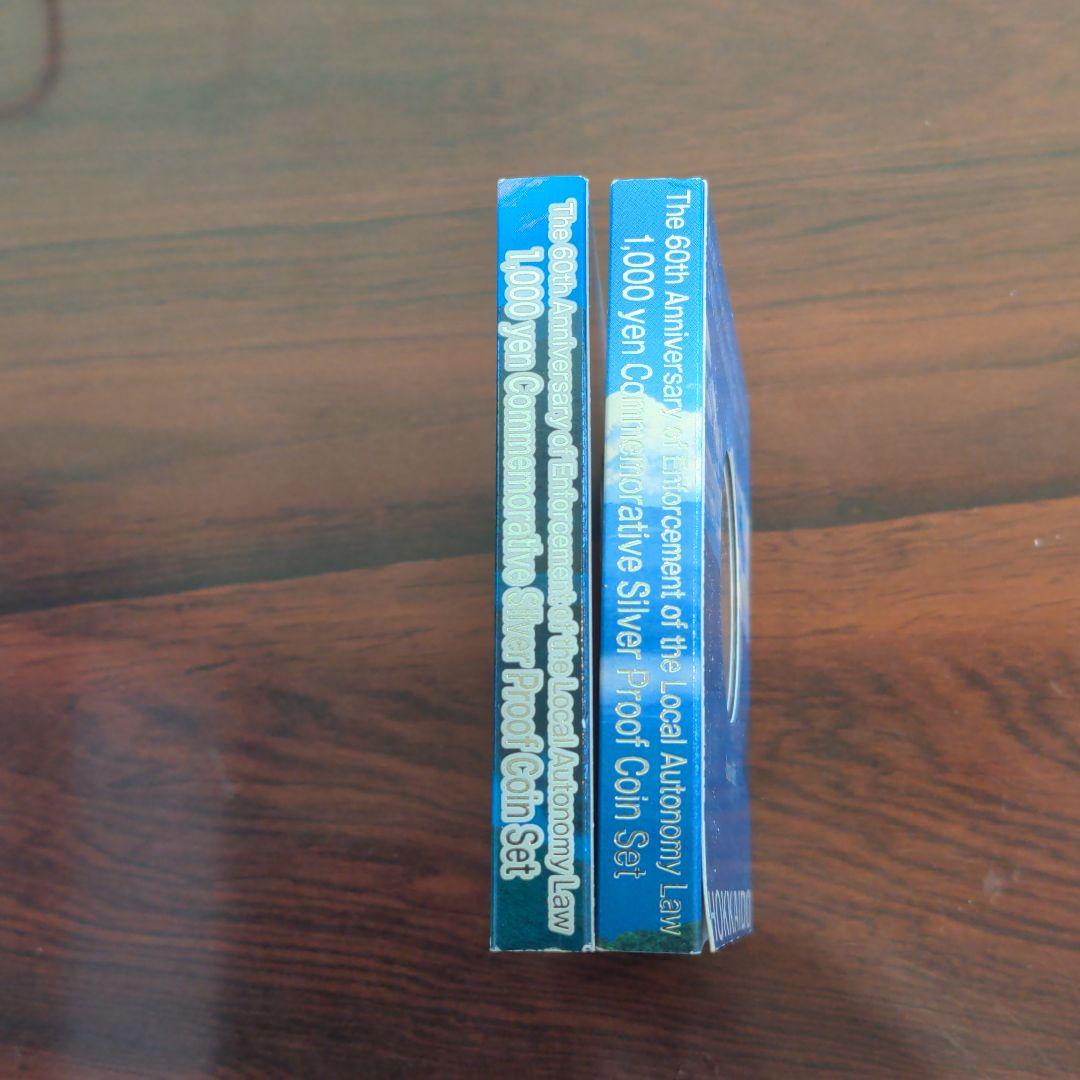 The 60th Anniversary of Enforcement of the Local Autonomy Law
1,000 yen Commemorative Silver Proof Coin Set
The 60th Anniversary of Enforcement of the Local Autonomy Law
1,000 yen Commemorative Silver Proof Coin Set
HOKKAIDO